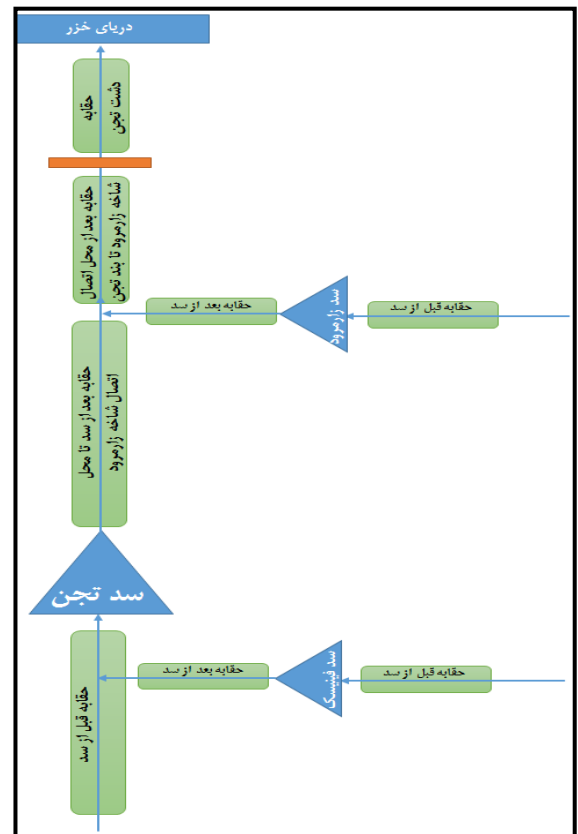 دریای خزر
حقابه
دشت تجن
حقابه بعد از محل اتصال
شاخه زارمرود تا بند تجن
حقابه بعد از سد
سد زارمرود
حقابه قبل از سد
حقابه بعد از سد تا محل
اتصال شاخه زارمرود
سد تجن
حقابه قبل از سد
حقابه بعد از سد
سد فینسک
حقابه قبل از سد